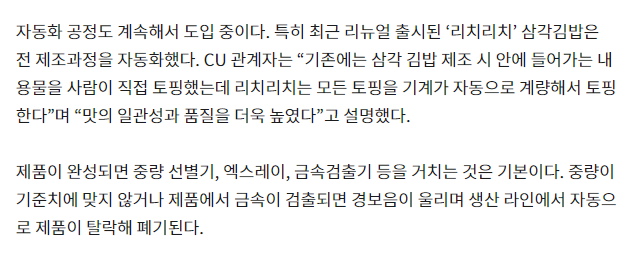 자동화 공정도 계속해서 도입 중이다. 특히 최근 리뉴얼 출시된 ‘리치리치’ 삼각김밥은
전 제조과정을 자동화했다. CU 관계자는 “기존에는 삼각 김밥 제조 시 안에 들어가는 내
용물을 사람이 직접 토핑했는데 리치리치는 모든 토핑을 기계가 자동으로 계량해서 토핑
한다”며 “맛의 일관성과 품질을 더욱 높였다”고 설명했다.
제품이 완성되면 중량 선별기, 엑스레이, 금속검출기 등을 거치는 것은 기본이다. 중량이
기준치에 맞지 않거나 제품에서 금속이 검출되면 경보음이 울리며 생산 라인에서 자동으
로 제품이 탈락해 폐기된다.